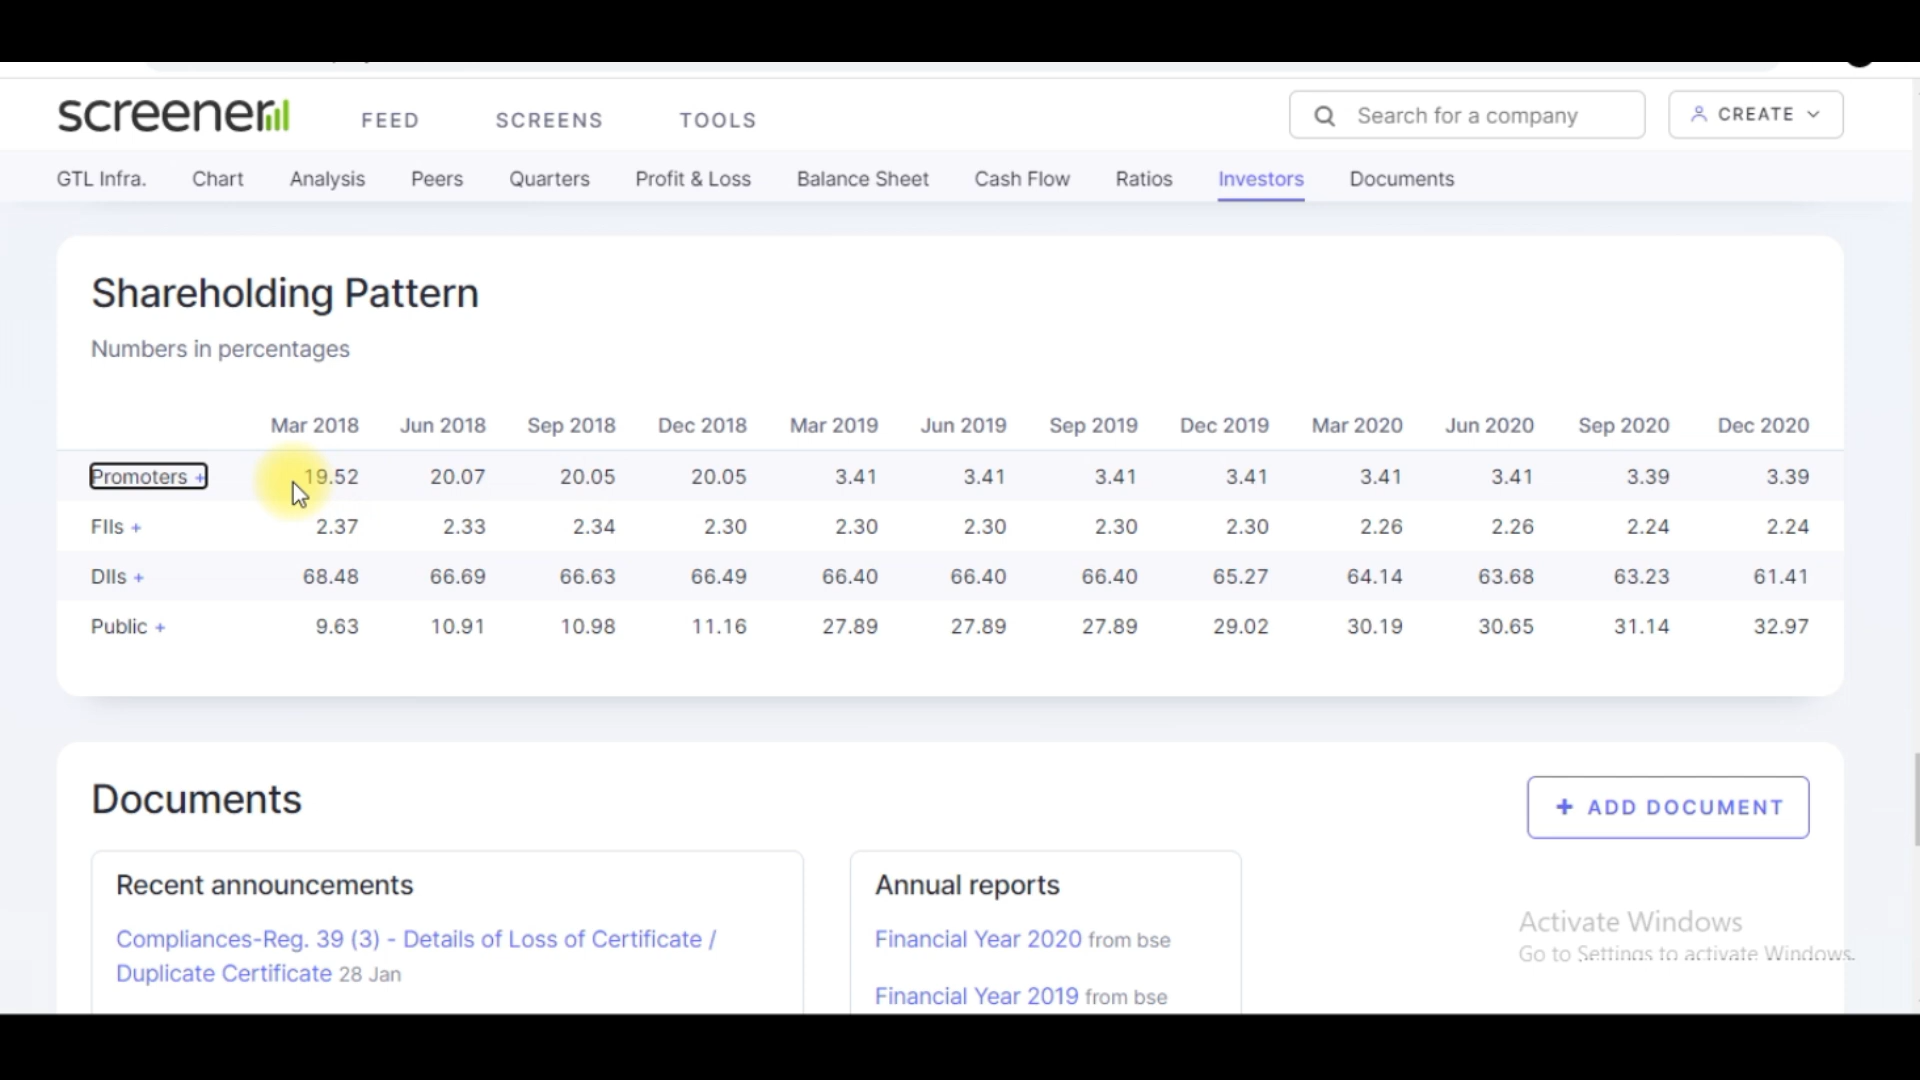 screener
FEED SCREENS TOOLS
Search for a company
CREATE
GTL Infra. Chart Analysis Peers Quarters Profit & Loss Balance Sheet Cash Flow Ratios Investors Documents
Shareholding Pattern
Numbers in percentages
Mar 2018 Jun 2018 Sep 2018 Dec 2018 Mar 2019 Jun 2019 Sep 2019 Dec 2019 Mar 2020 Jun 2020 Sep 2020 Dec 2020
Promoters + 19.52 20.07 20.05 20.05 3.41 3.41 3.41 3.41 3.41 3.41 3.39 3.39
FIIs + 2.37 2.33 2.34 2.30 2.30 2.30 2.30 2.30 2.26 2.26 2.24 2.24
DIIs + 68.48 66.69 66.63 66.49 66.40 66.40 66.40 65.27 64.14 63.68 63.23 61.41
Public + 9.63 10.91 10.98 11.16 27.89 27.89 27.89 29.02 30.19 30.65 31.14 32.97
Documents
+ ADD DOCUMENT
Recent announcements
Compliances-Reg. 39 (3) - Details of Loss of Certificate /
Duplicate Certificate 28 Jan
Annual reports
Financial Year 2020 from bse
Financial Year 2019 from bse
Activate Windows
Go to Settings to activate Windows.